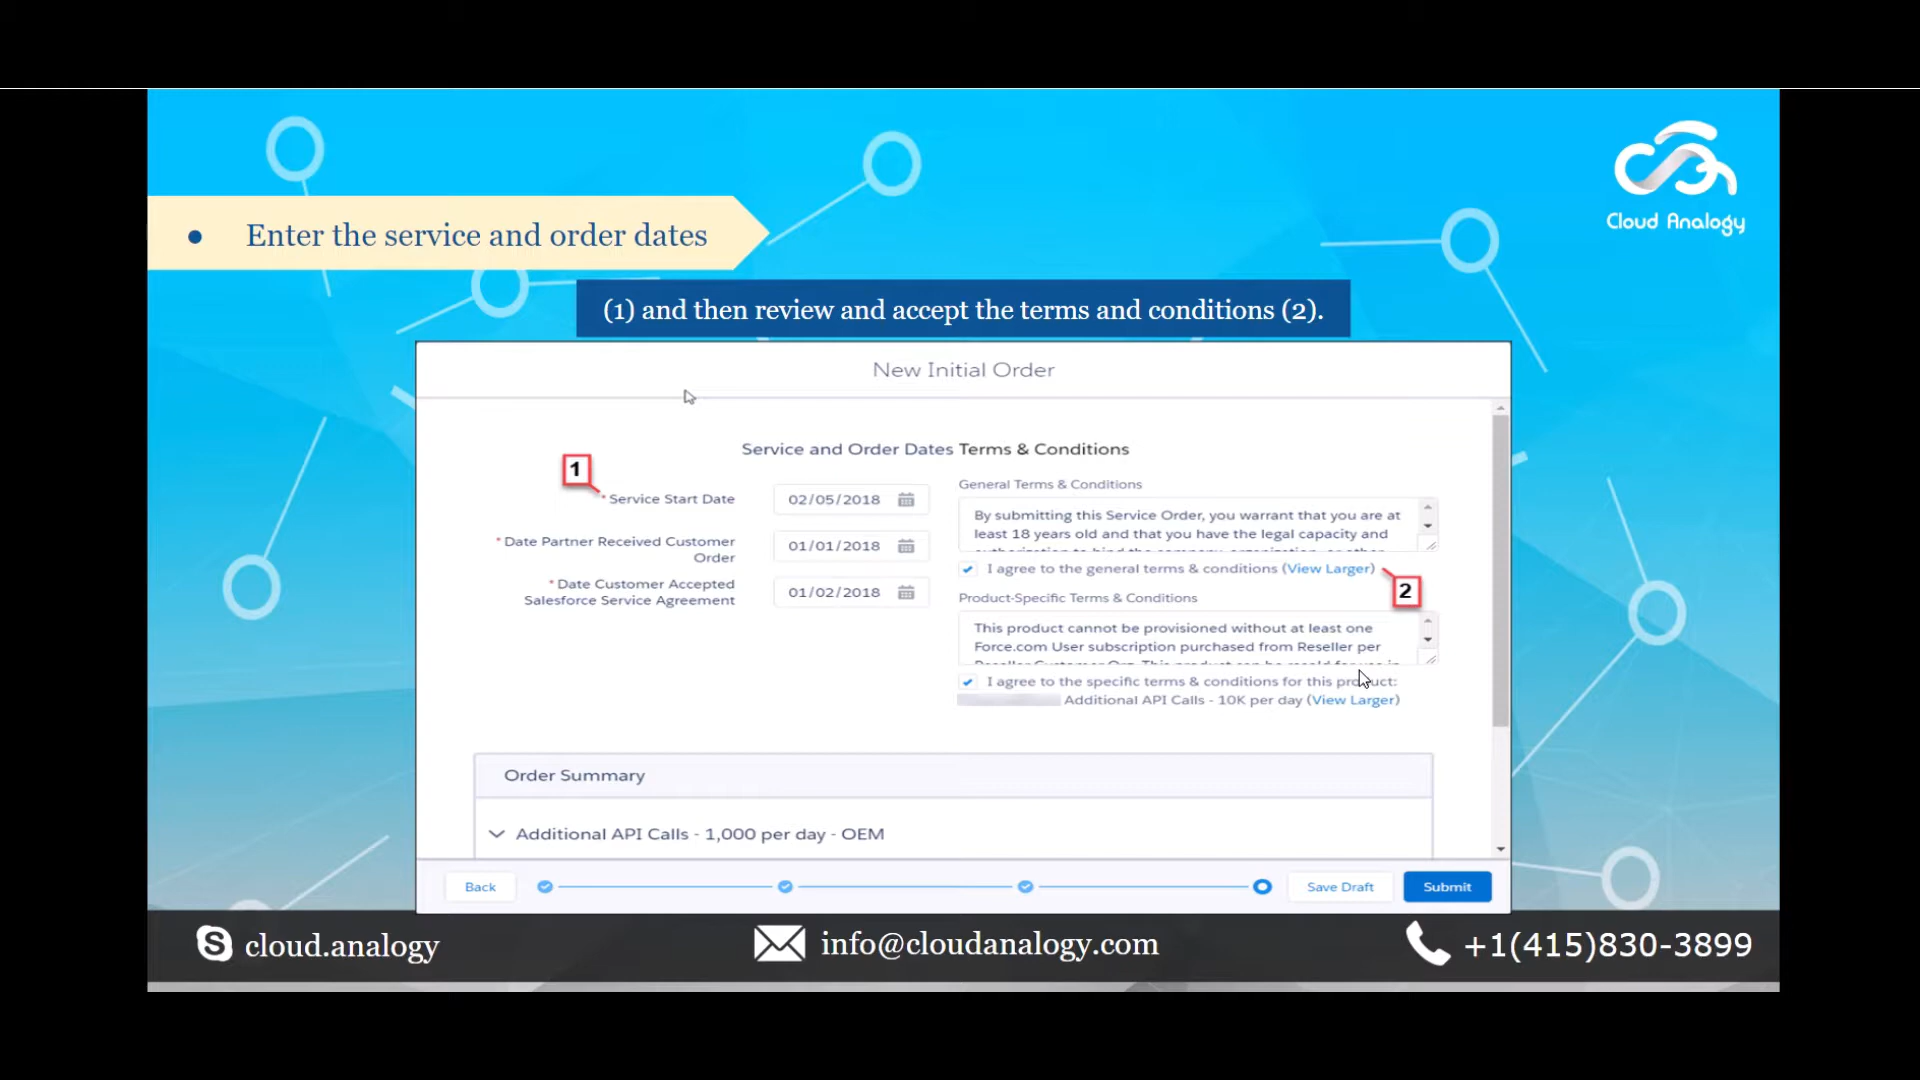 Cloud Analogy
• Enter the service and order dates
(1) and then review and accept the terms and conditions (2).
New Initial Order
Service and Order Dates Terms & Conditions
1
* Service Start Date 02/05/2018
* Date Partner Received Customer
Order
01/01/2018
* Date Customer Accepted
Salesforce Service Agreement
01/02/2018
General Terms & Conditions
By submitting this Service Order, you warrant that you are at
least 18 years old and that you have the legal capacity and
I agree to the general terms & conditions (View Larger)
2
Product-Specific Terms & Conditions
This product cannot be provisioned without at least one
Force.com User subscription purchased from Reseller per
I agree to the specific terms & conditions for this product:
Additional API Calls - 10K per day (View Larger)
Order Summary
Additional API Calls - 1,000 per day - OEM
Back Save Draft Submit
cloud.analogy info@cloudanalogy.com +1(415)830-3899